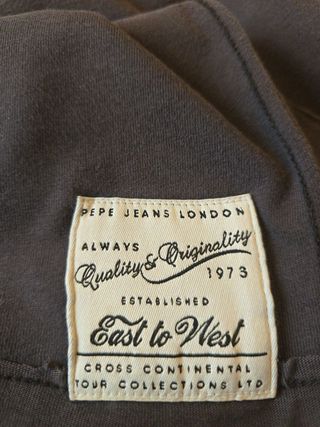 PEPE JEANS LONDON
ALWAYS
Quality & Originality
1973
ESTABLISHED
East to West
CROSS CONTINENTAL
TOUR COLLECTIONS LTD